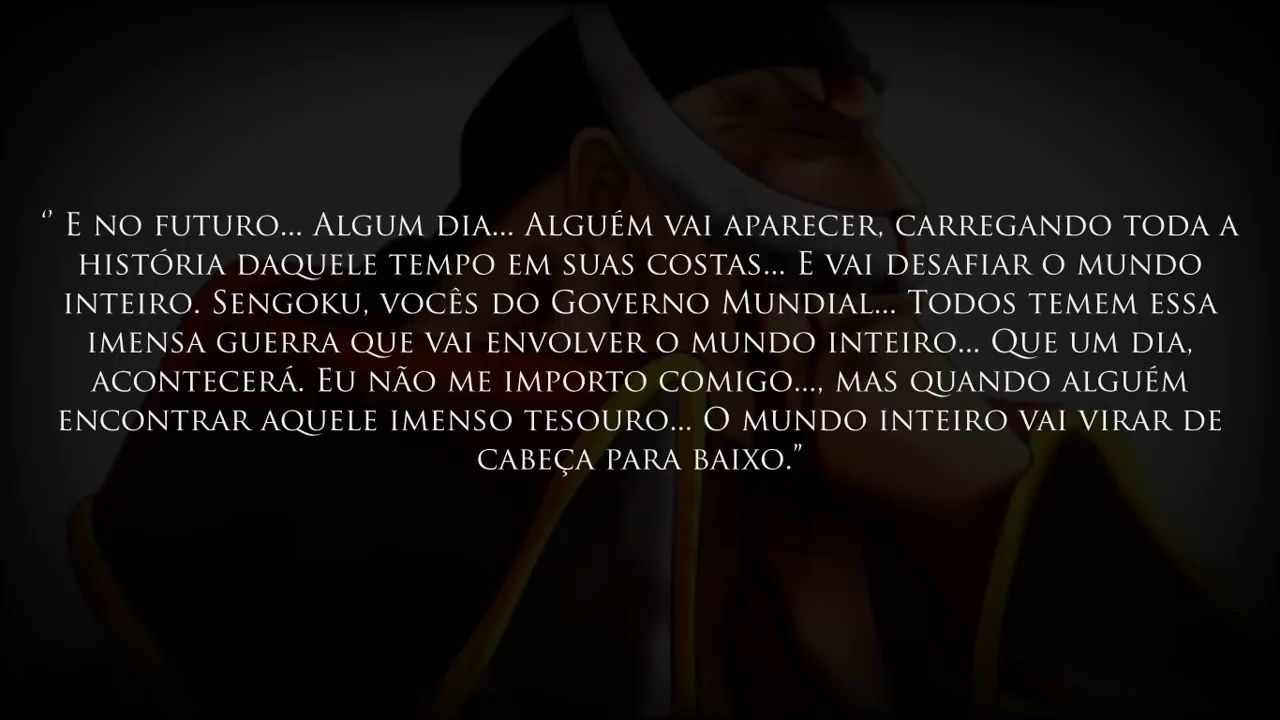 ‘’ E no futuro... Algum dia... Alguém vai aparecer, carregando toda a
história daquele tempo em suas costas... E vai desafiar o mundo
inteiro. Sengoku, vocês do Governo Mundial... Todos temem essa
imensa guerra que vai envolver o mundo inteiro... Que um dia,
acontecerá. Eu não me importo comigo..., mas quando alguém
encontrar aquele imenso tesouro... O mundo inteiro vai virar de
cabeça para baixo.”